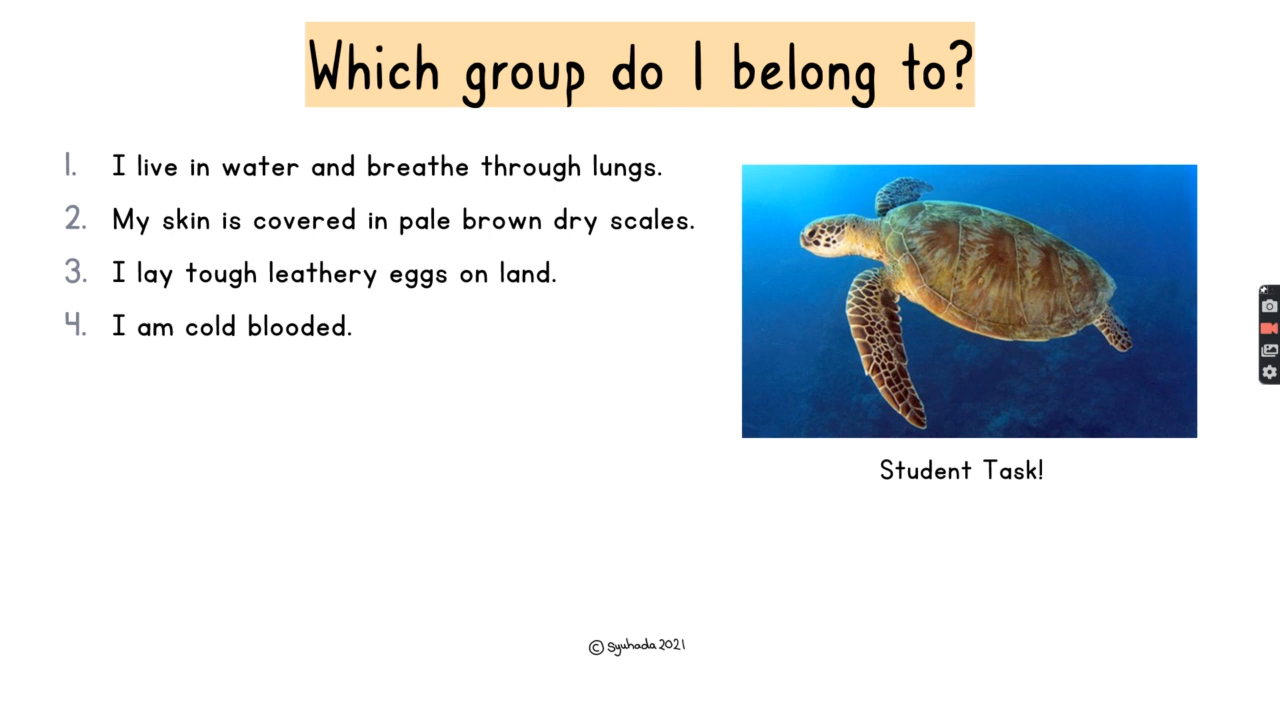 Which group do I belong to?
1. I live in water and breathe through lungs.
2. My skin is covered in pale brown dry scales.
3. I lay tough leathery eggs on land.
4. I am cold blooded.
Student Task!
© Syuhada 2021